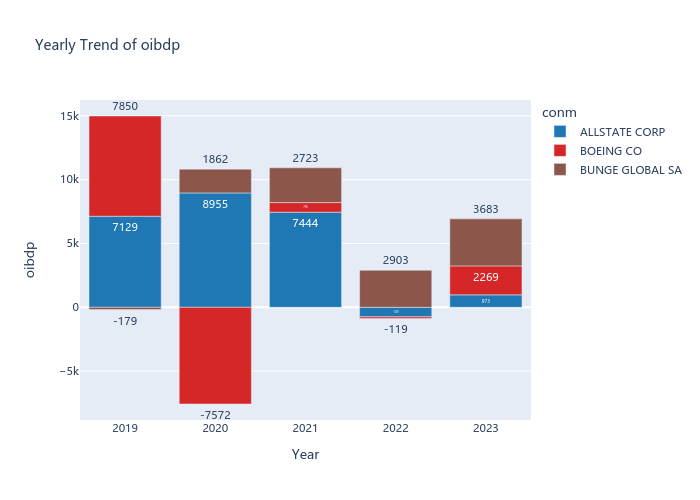 Yearly Trend of oibdp
conm
ALLSTATE CORP
BOEING CO
BUNGE GLOBAL SA
oibdp
15k
10k
5k
0
−5k
7850
7129
-179
1862
8955
-7572
2723
7444
2903
-119
3683
2269
973
2019
2020
2021
2022
2023
Year